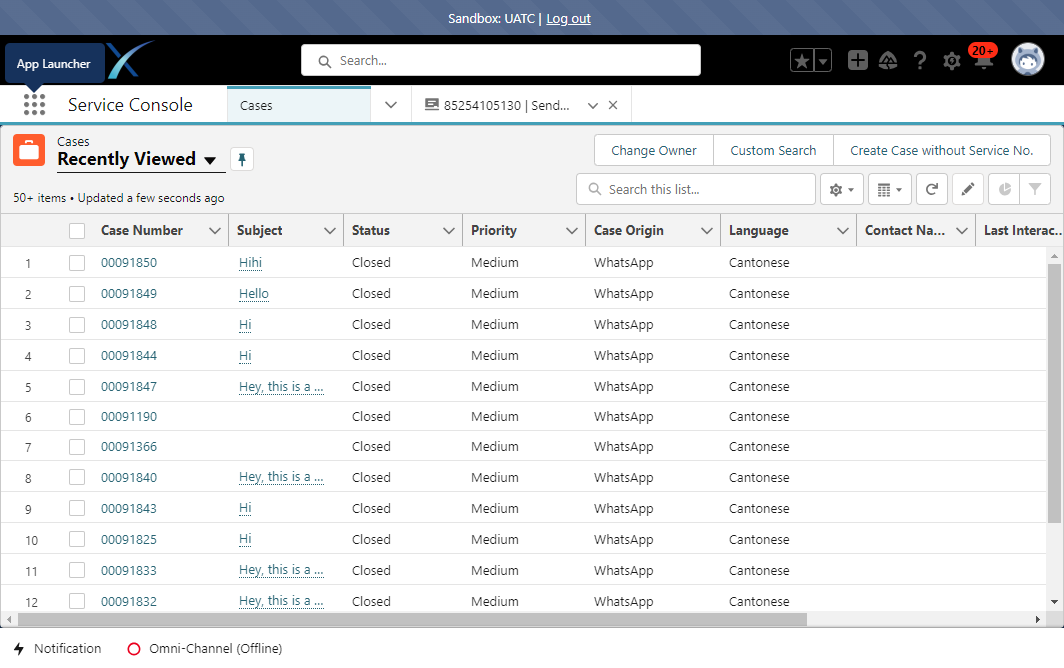 Sandbox: UATC | Log out
App Launcher
Search...
20+
Service Console
Cases
85254105130 | Send...
Cases
Recently Viewed
Change Owner
Custom Search
Create Case without Service No.
50+ items • Updated a few seconds ago
Search this list...
Case Number Subject Status Priority Case Origin Language Contact Na... Last Interac...
1 00091850 Hihi Closed Medium WhatsApp Cantonese
2 00091849 Hello Closed Medium WhatsApp Cantonese
3 00091848 Hi Closed Medium WhatsApp Cantonese
4 00091844 Hi Closed Medium WhatsApp Cantonese
5 00091847 Hey, this is a ... Closed Medium WhatsApp Cantonese
6 00091190 Closed Medium WhatsApp Cantonese
7 00091366 Closed Medium WhatsApp Cantonese
8 00091840 Hey, this is a ... Closed Medium WhatsApp Cantonese
9 00091843 Hi Closed Medium WhatsApp Cantonese
10 00091825 Hi Closed Medium WhatsApp Cantonese
11 00091833 Hey, this is a ... Closed Medium WhatsApp Cantonese
12 00091832 Hey, this is a ... Closed Medium WhatsApp Cantonese
Notification
Omni-Channel (Offline)